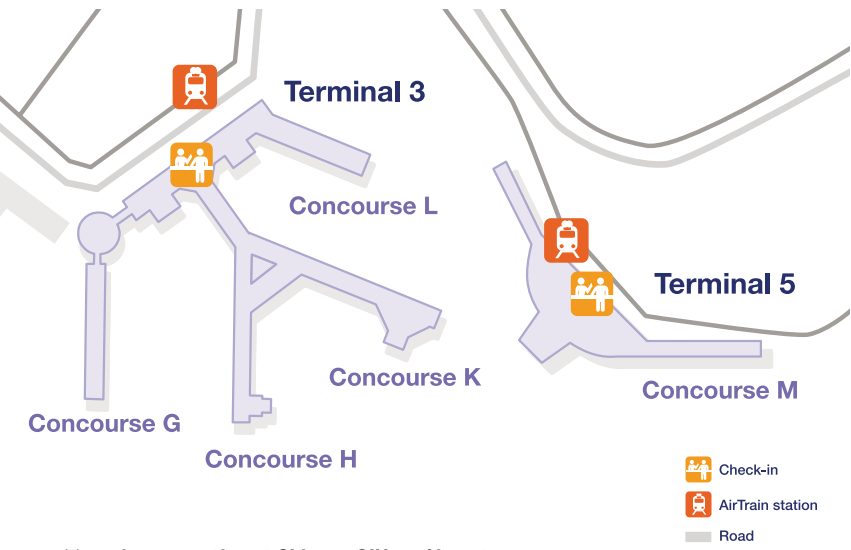 Terminal 3
Concourse L
Terminal 5
Concourse K
Concourse M
Concourse G
Concourse H
Check-in
AirTrain station
Road